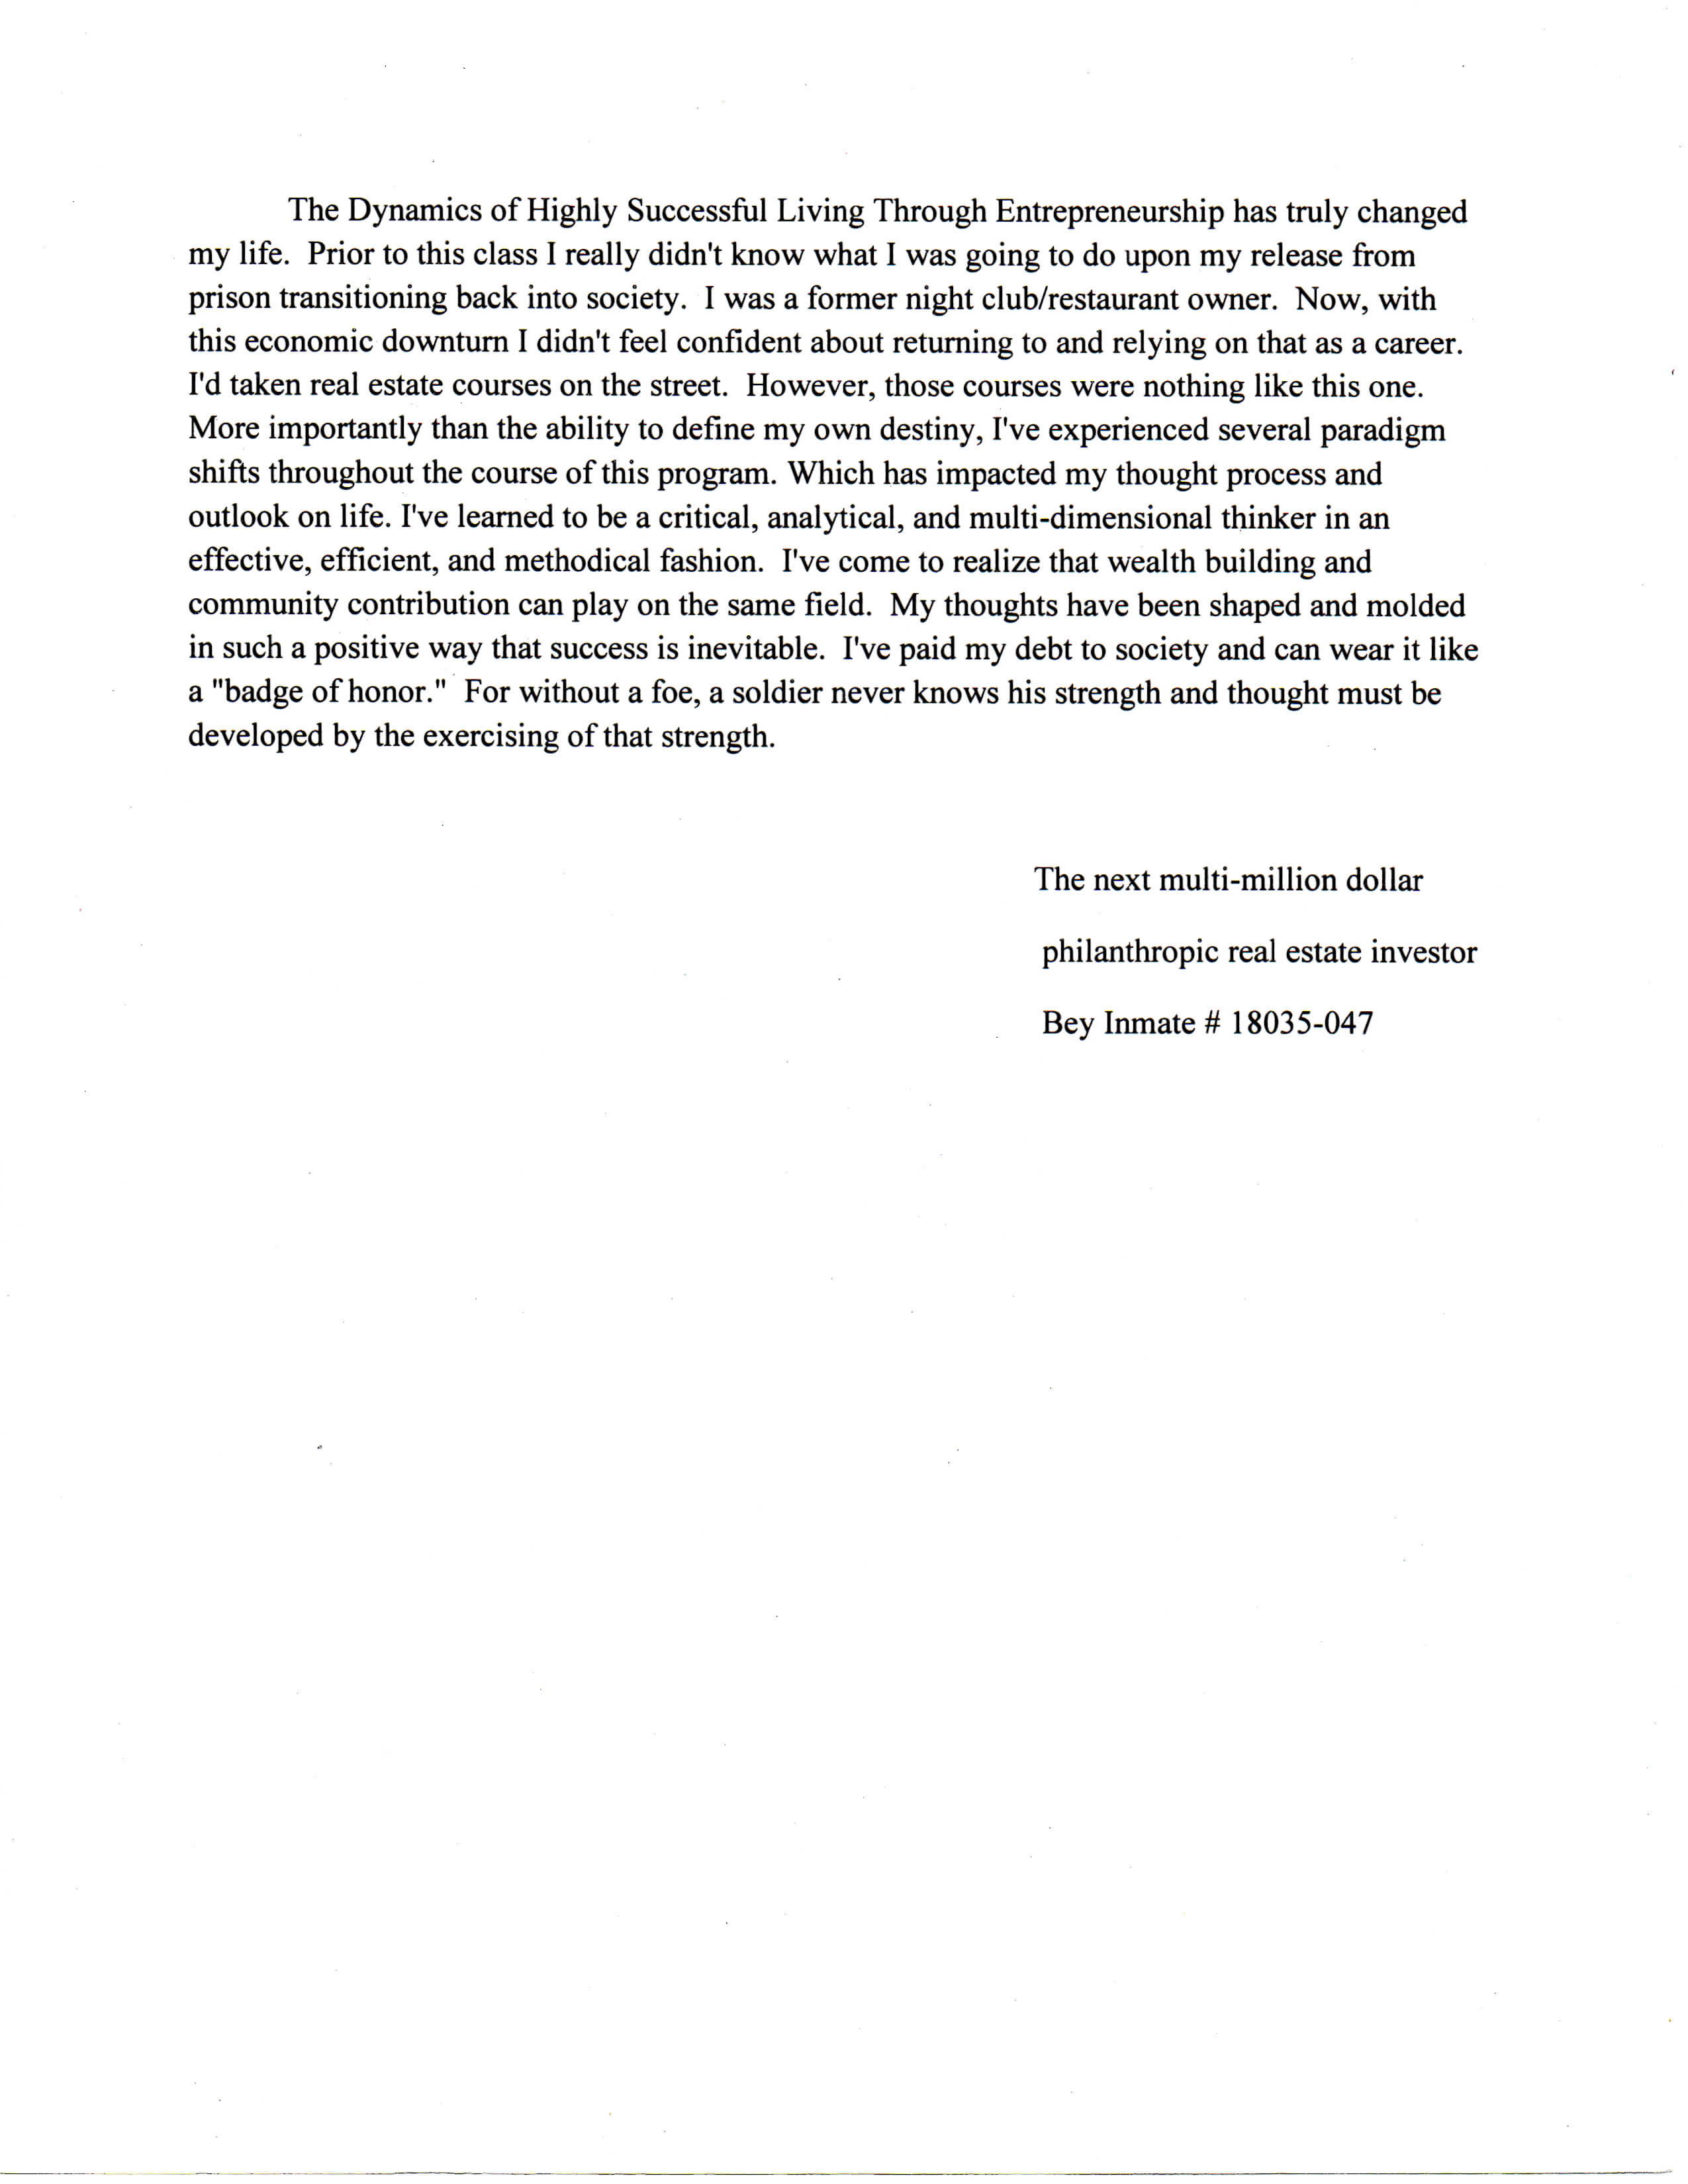 The Dynamics of Highly Successful Living Through Entrepreneurship has truly changed
my life.  Prior to this class I really didn't know what I was going to do upon my release from
prison transitioning back into society.  I was a former night club/restaurant owner.  Now, with
this economic downturn I didn't feel confident about returning to and relying on that as a career.
I'd taken real estate courses on the street.  However, those courses were nothing like this one.
More importantly than the ability to define my own destiny, I've experienced several paradigm
shifts throughout the course of this program. Which has impacted my thought process and
outlook on life. I've learned to be a critical, analytical, and multi-dimensional thinker in an
effective, efficient, and methodical fashion.  I've come to realize that wealth building and
community contribution can play on the same field.  My thoughts have been shaped and molded
in such a positive way that success is inevitable.  I've paid my debt to society and can wear it like
a "badge of honor."  For without a foe, a soldier never knows his strength and thought must be
developed by the exercising of that strength.
The next multi-million dollar
philanthropic real estate investor
Bey Inmate # 18035-047